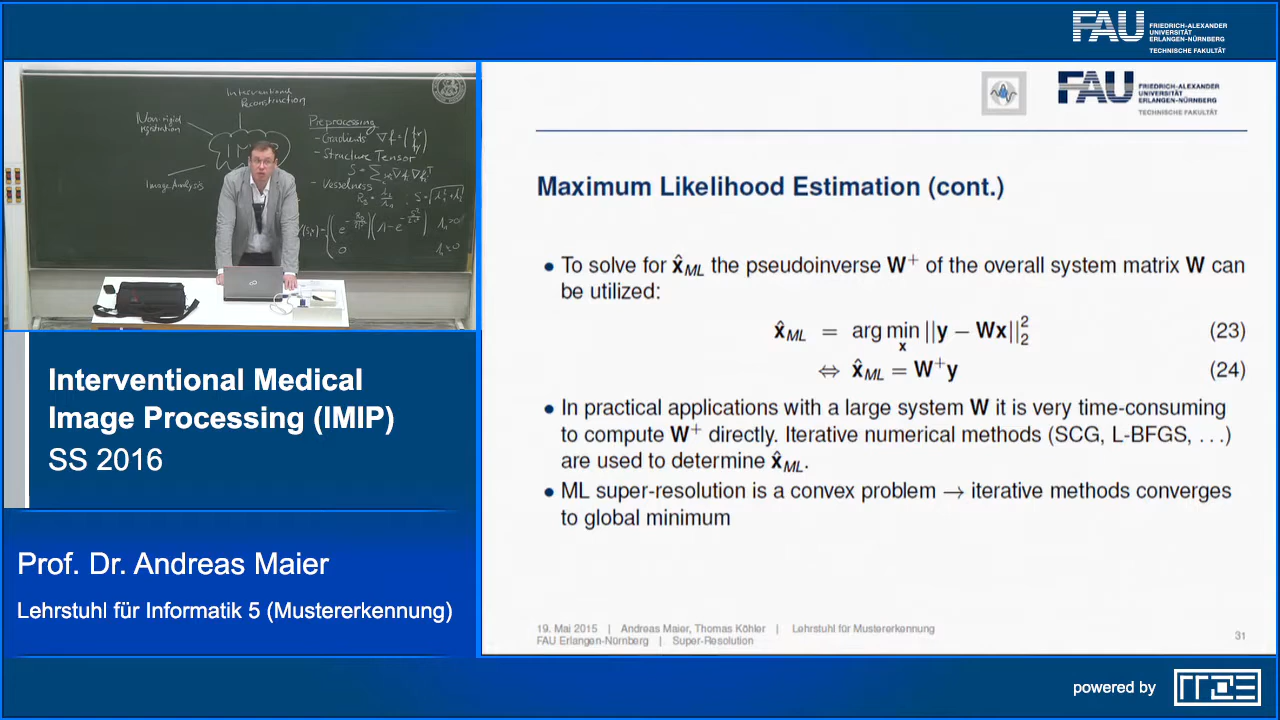 FAU FRIEDRICH-ALEXANDER
UNIVERSITÄT
ERLANGEN-NÜRNBERG
TECHNISCHE FAKULTÄT
Interventional
Reconstruction
Non-rigid
registration
Image Analysis
Preprocessing
- Gradients
- Structure Tensor
- Vesselness
FAU FRIEDRICH-ALEXANDER
UNIVERSITÄT
ERLANGEN-NÜRNBERG
TECHNISCHE FAKULTÄT
Maximum Likelihood Estimation (cont.)
• To solve for x̂_ML the pseudoinverse W⁺ of the overall system matrix W can
be utilized:
x̂_ML = arg min_x ||y − Wx||₂² (23)
⇔ x̂_ML = W⁺y (24)
• In practical applications with a large system W it is very time-consuming
to compute W⁺ directly. Iterative numerical methods (SCG, L-BFGS, …)
are used to determine x̂_ML.
• ML super-resolution is a convex problem → iterative methods converges
to global minimum
19. Mai 2015 | Andreas Maier, Thomas Köhler | Lehrstuhl für Mustererkennung
FAU Erlangen-Nürnberg | Super-Resolution
31
Interventional Medical
Image Processing (IMIP)
SS 2016
Prof. Dr. Andreas Maier
Lehrstuhl für Informatik 5 (Mustererkennung)
powered by